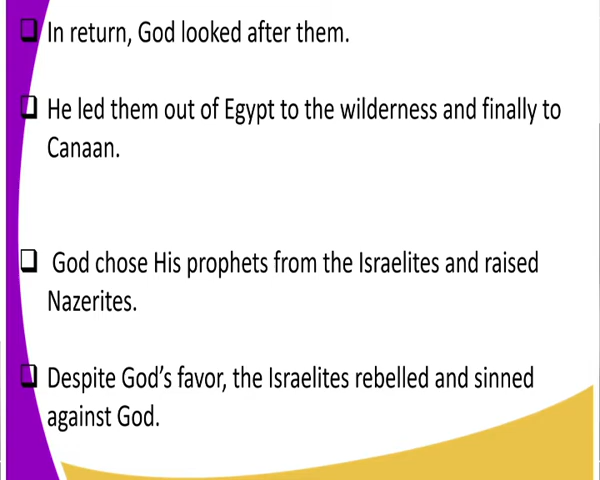 In return, God looked after them.
He led them out of Egypt to the wilderness and finally to
Canaan.
God chose His prophets from the Israelites and raised
Nazerites.
Despite God's favor, the Israelites rebelled and sinned
against God.